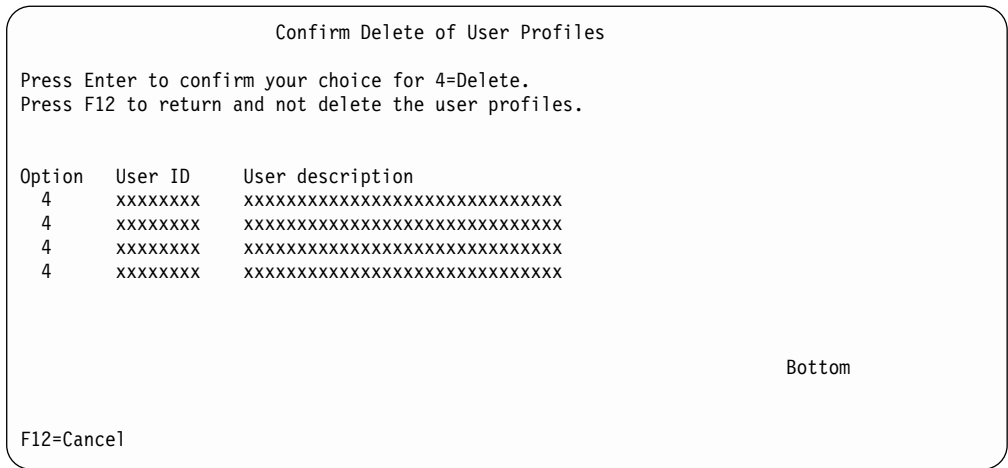 Confirm Delete of User Profiles
Press Enter to confirm your choice for 4=Delete.
Press F12 to return and not delete the user profiles.
Option User ID User description
4 xxxxxxxx xxxxxxxxxxxxxxxxxxxxxxxxxxxxxx
4 xxxxxxxx xxxxxxxxxxxxxxxxxxxxxxxxxxxxxx
4 xxxxxxxx xxxxxxxxxxxxxxxxxxxxxxxxxxxxxx
4 xxxxxxxx xxxxxxxxxxxxxxxxxxxxxxxxxxxxxx
Bottom
F12=Cancel